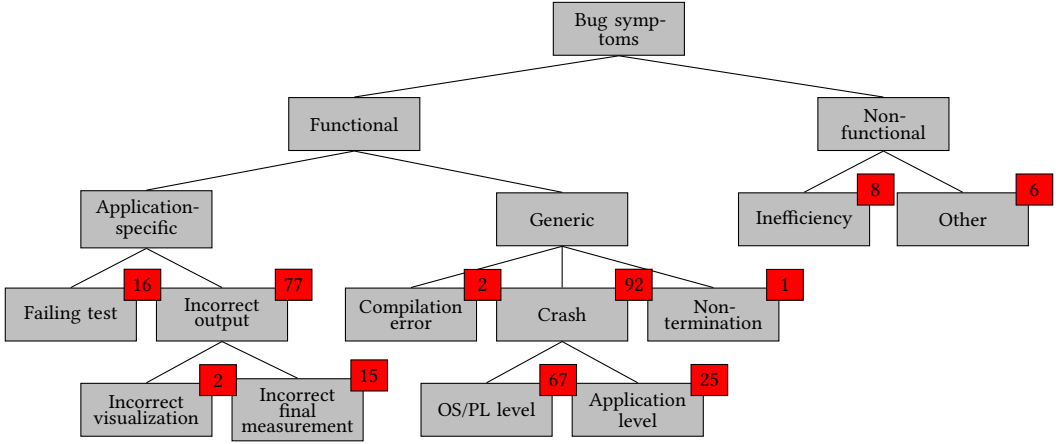 Bug symp-
toms
Functional
Non-
functional
Application-
specific
Generic
Inefficiency
8
Other
6
Failing test
16
Incorrect
output
77
Compilation
error
2
Crash
92
Non-
termination
1
Incorrect
visualization
2
Incorrect
final
measurement
15
OS/PL level
67
Application
level
25